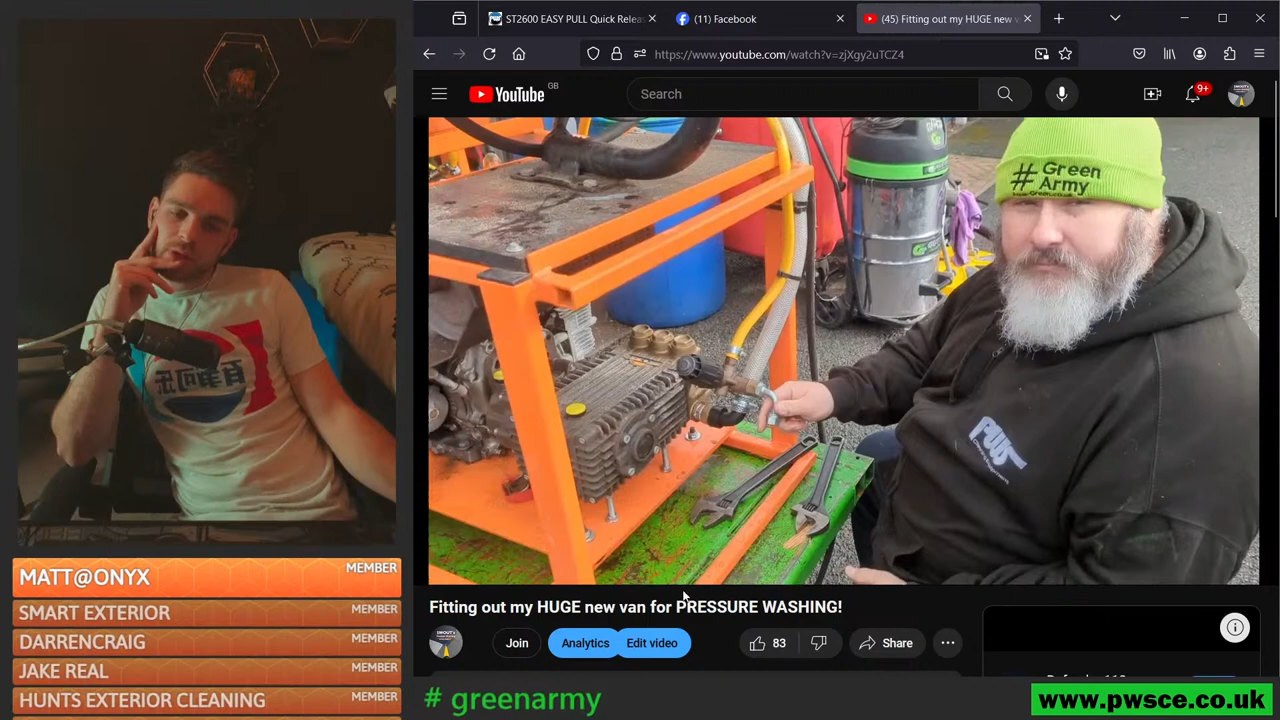 ST2600 EASY PULL Quick Relea
(11) Facebook
(45) Fitting out my HUGE new v
https://www.youtube.com/watch?v=zjXgy2uTCZ4
YouTube GB
Search
9+
# Green
Army
PWS
Fitting out my HUGE new van for PRESSURE WASHING!
Join
Analytics
Edit video
83
Share
MATT@ONYX MEMBER
SMART EXTERIOR MEMBER
DARRENCRAIG MEMBER
JAKE REAL MEMBER
HUNTS EXTERIOR CLEANING MEMBER
# greenarmy
www.pwsce.co.uk